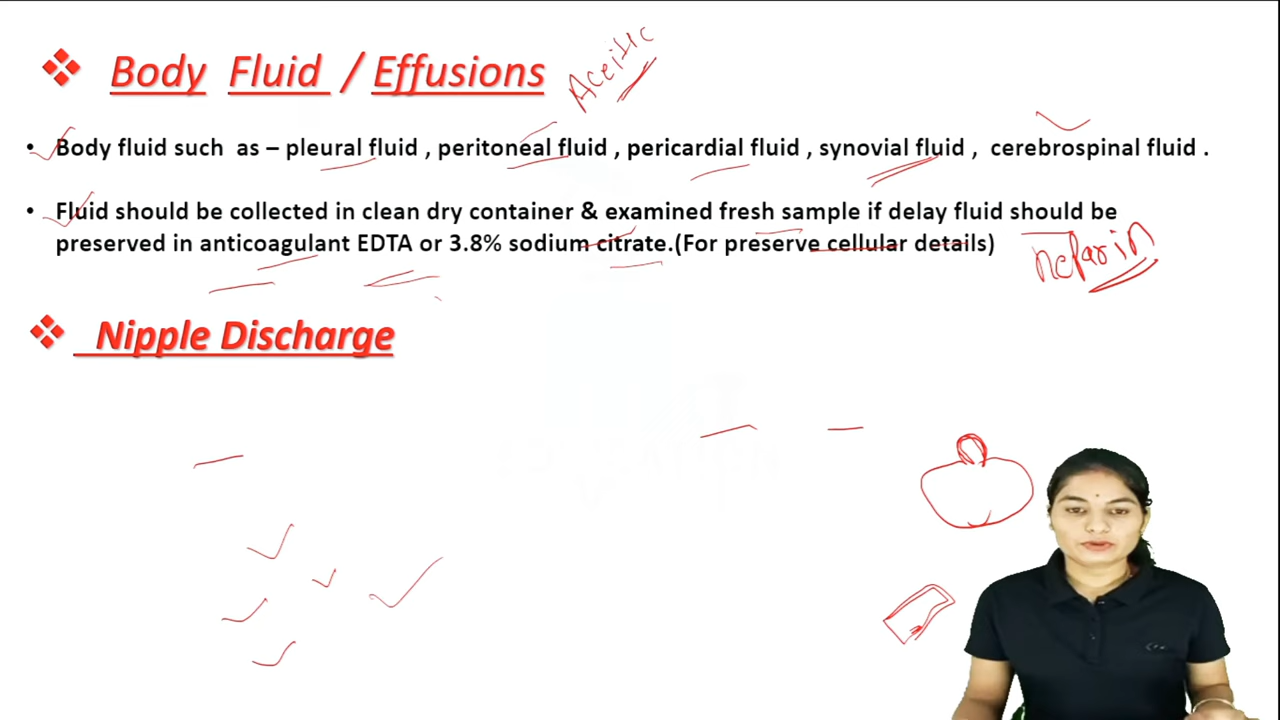 Body Fluid / Effusions
Aceitic
Body fluid such as – pleural fluid , peritoneal fluid , pericardial fluid , synovial fluid , cerebrospinal fluid .
Fluid should be collected in clean dry container & examined fresh sample if delay fluid should be
preserved in anticoagulant EDTA or 3.8% sodium citrate.(For preserve cellular details)
Nipple Discharge